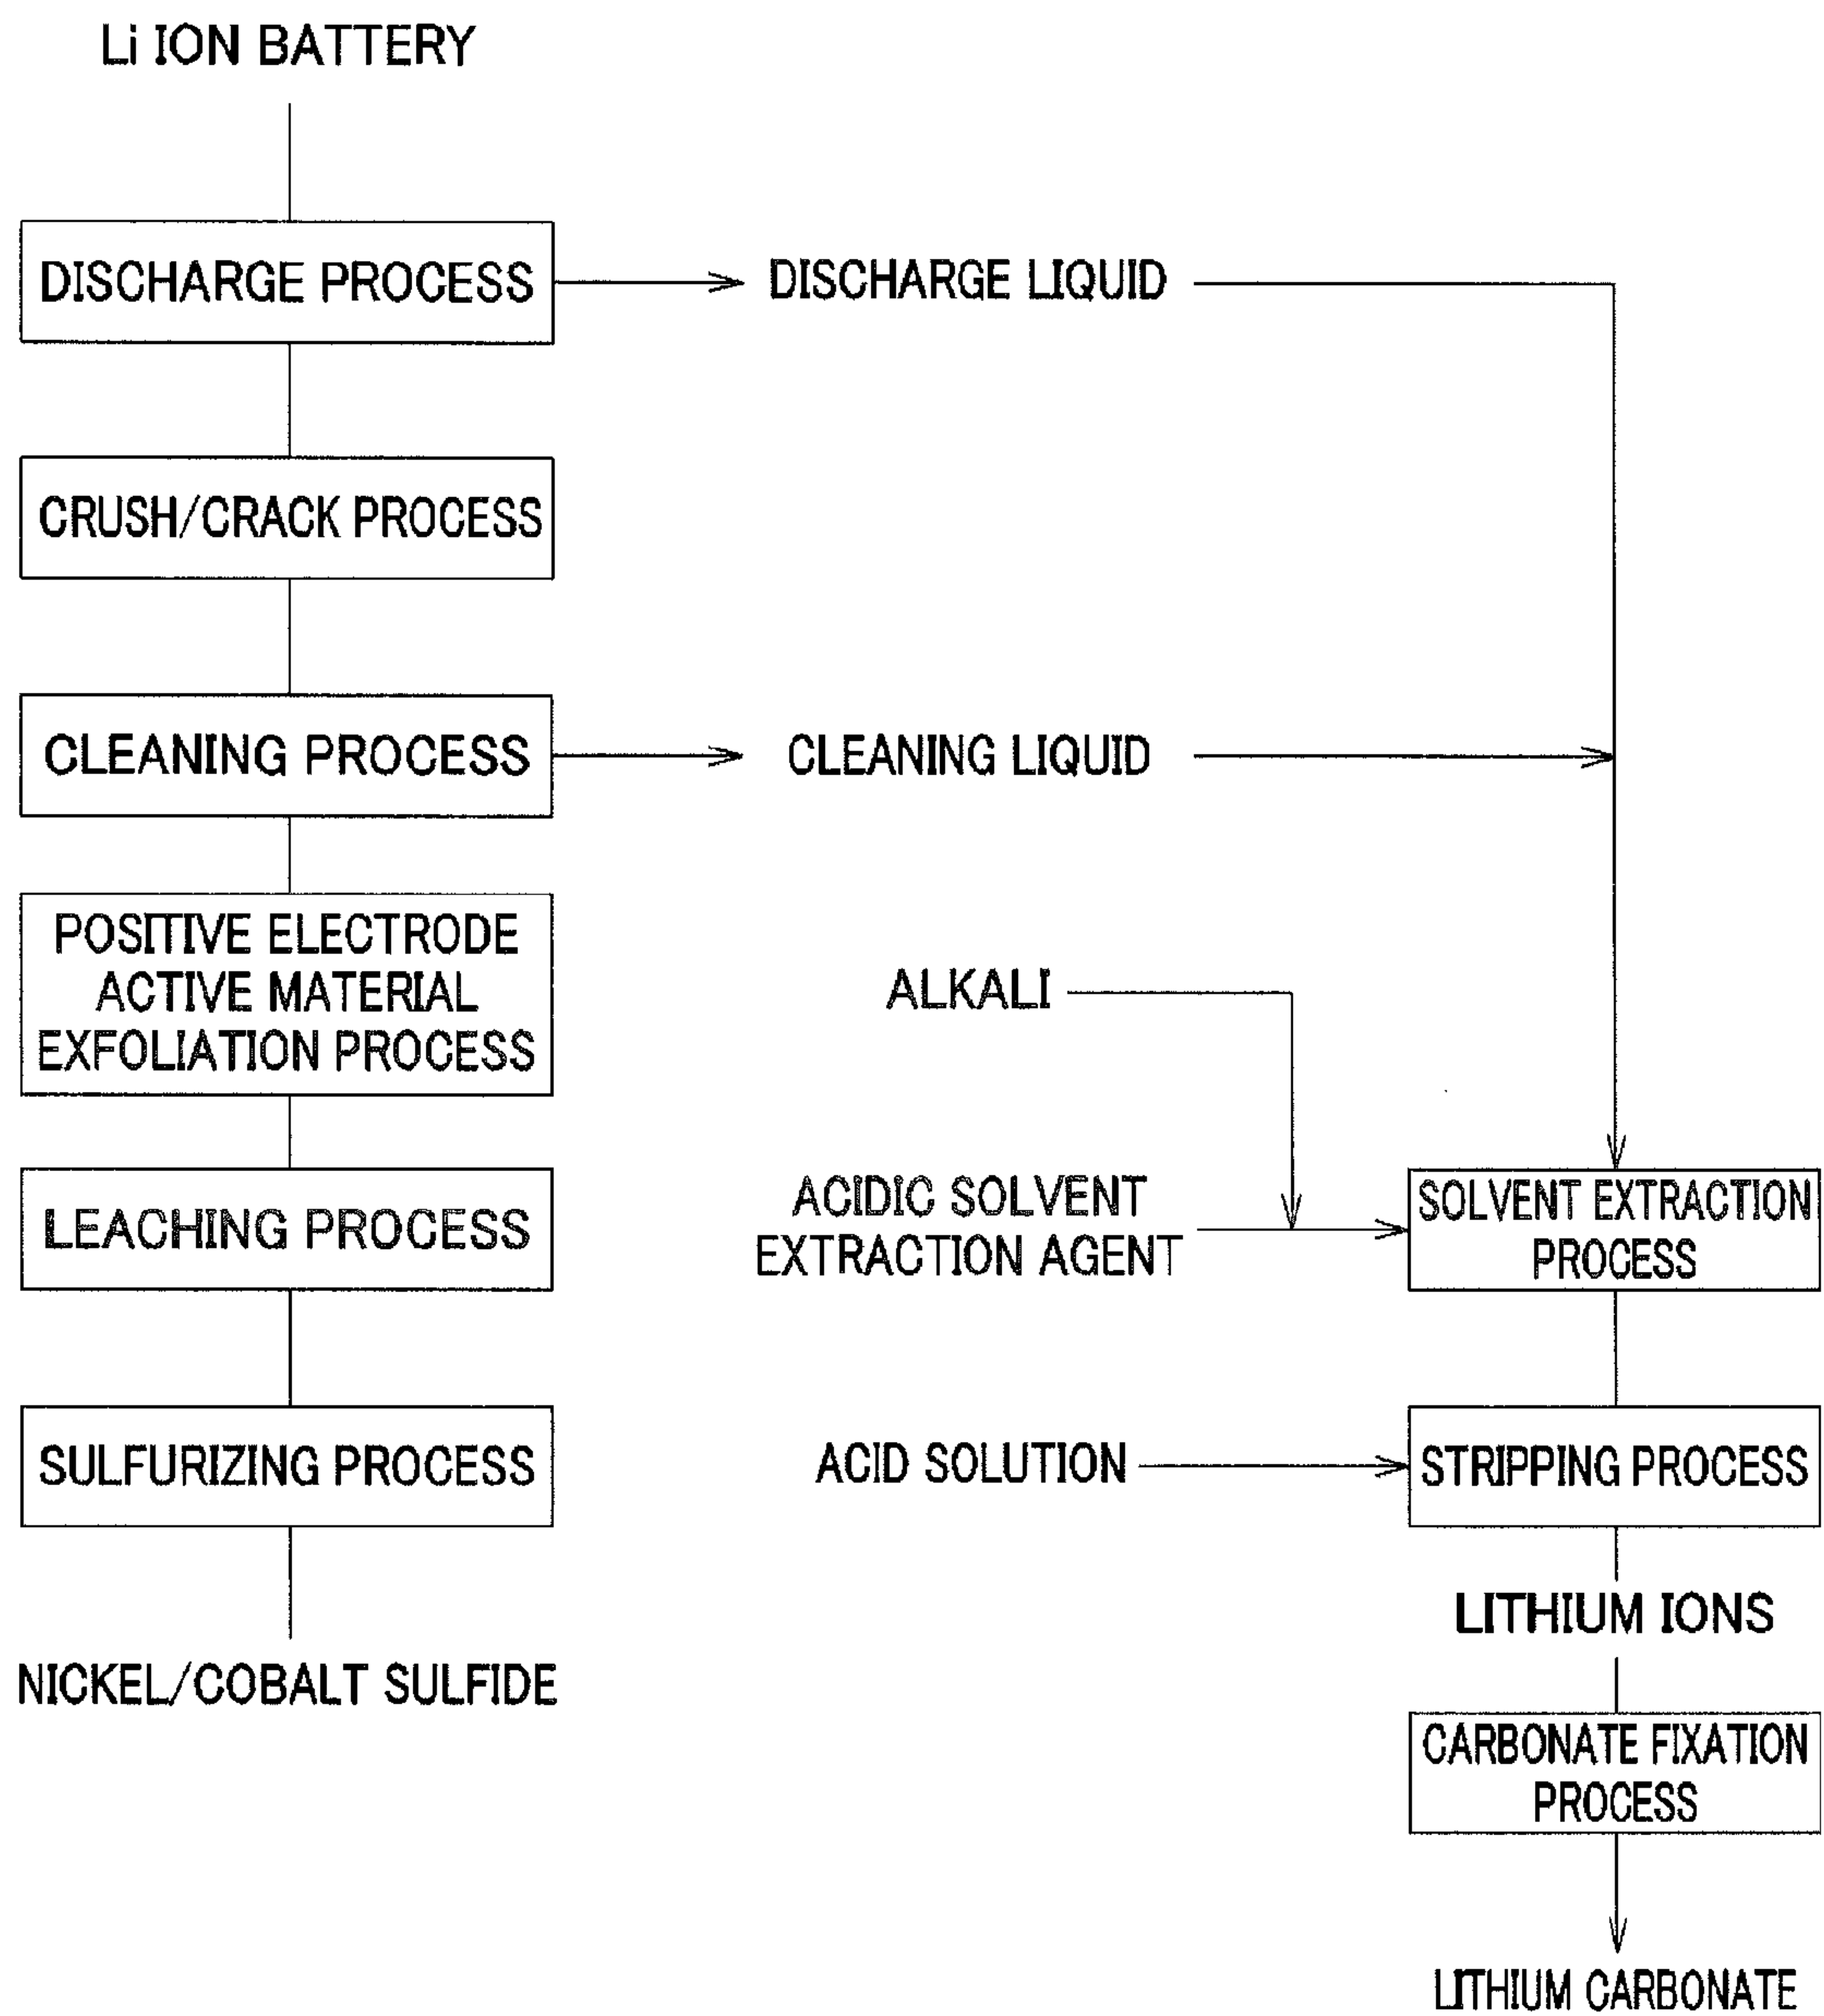 Li ION BATTERY
DISCHARGE PROCESS
DISCHARGE LIQUID
CRUSH/CRACK PROCESS
CLEANING PROCESS
CLEANING LIQUID
POSITIVE ELECTRODE
ACTIVE MATERIAL
EXFOLIATION PROCESS
ALKALI
LEACHING PROCESS
ACIDIC SOLVENT
EXTRACTION AGENT
SOLVENT EXTRACTION
PROCESS
SULFURIZING PROCESS
ACID SOLUTION
STRIPPING PROCESS
LITHIUM IONS
NICKEL/COBALT SULFIDE
CARBONATE FIXATION
PROCESS
LITHIUM CARBONATE